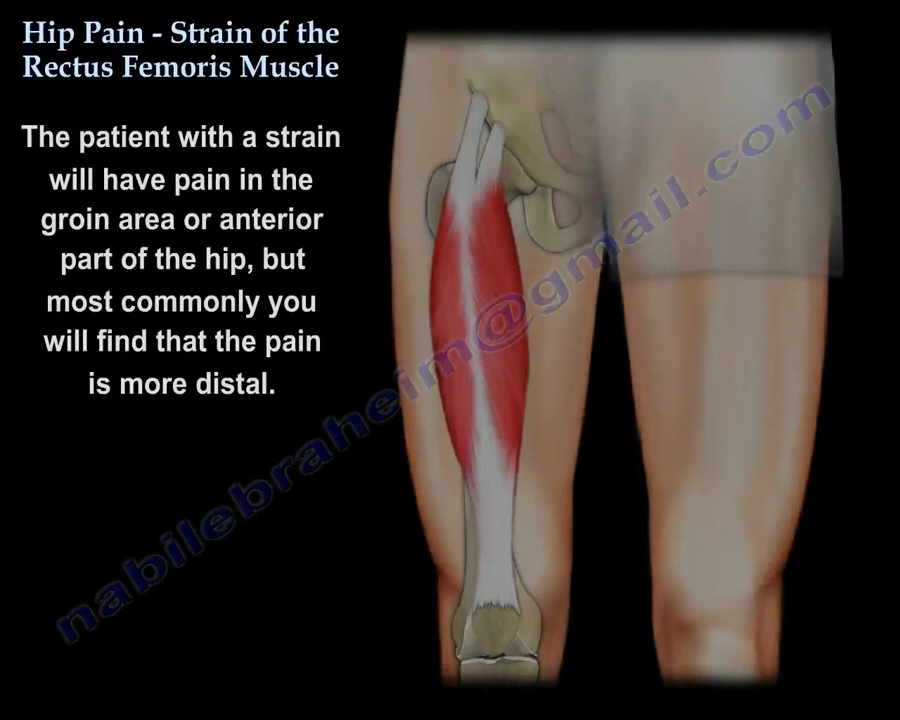 Hip Pain - Strain of the
Rectus Femoris Muscle
The patient with a strain
will have pain in the
groin area or anterior
part of the hip, but
most commonly you
will find that the pain
is more distal.
nabilebraheim@gmail.com